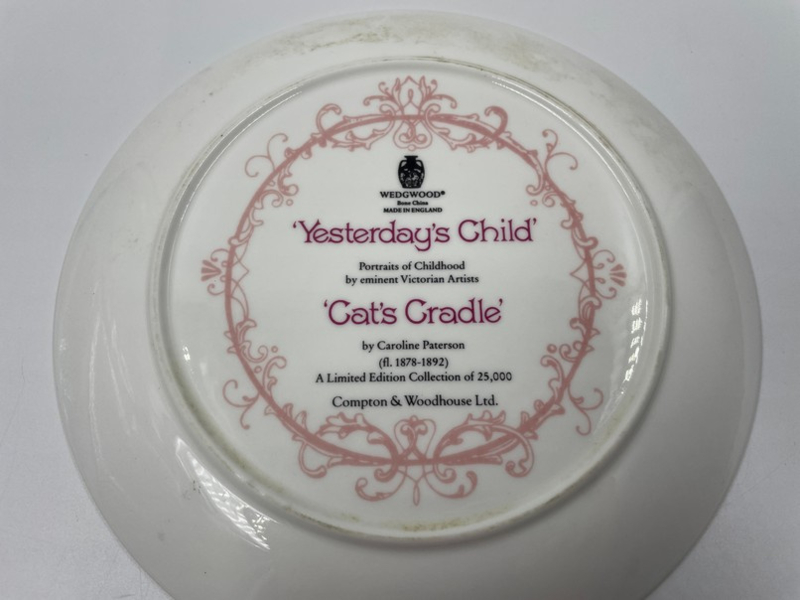 WEDGWOOD®
Bone China
MADE IN ENGLAND
'Yesterday's Child'
Portraits of Childhood
by eminent Victorian Artists
'Cat's Cradle'
by Caroline Paterson
(fl. 1878-1892)
A Limited Edition Collection of 25,000
Compton & Woodhouse Ltd.